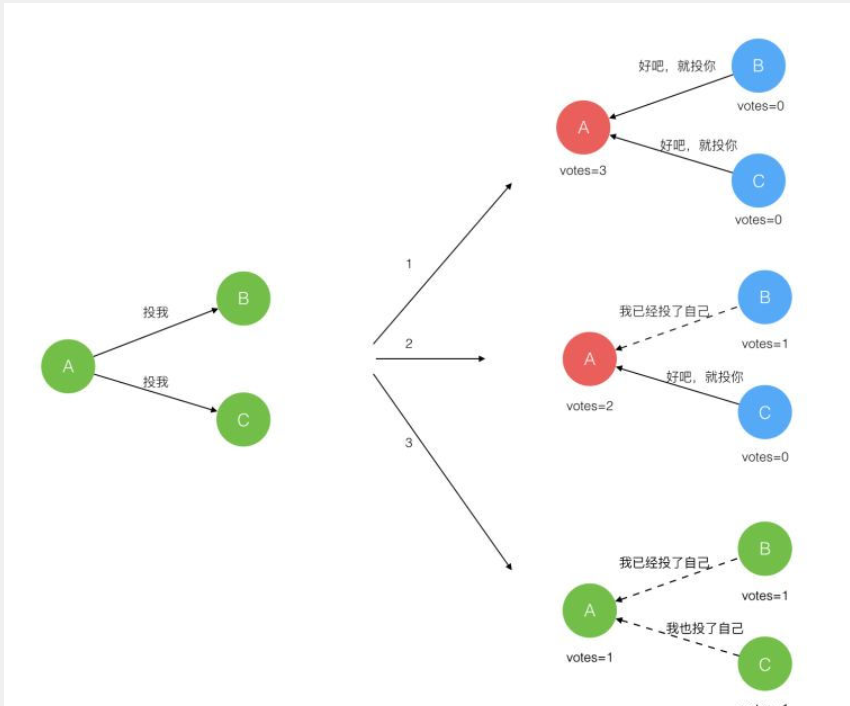 A
投我
投我
B
C
1
2
3
好吧，就投你
B
votes=0
A
votes=3
好吧，就投你
C
votes=0
我已经投了自己
B
votes=1
A
votes=2
好吧，就投你
C
votes=0
我已经投了自己
B
votes=1
A
votes=1
我也投了自己
C